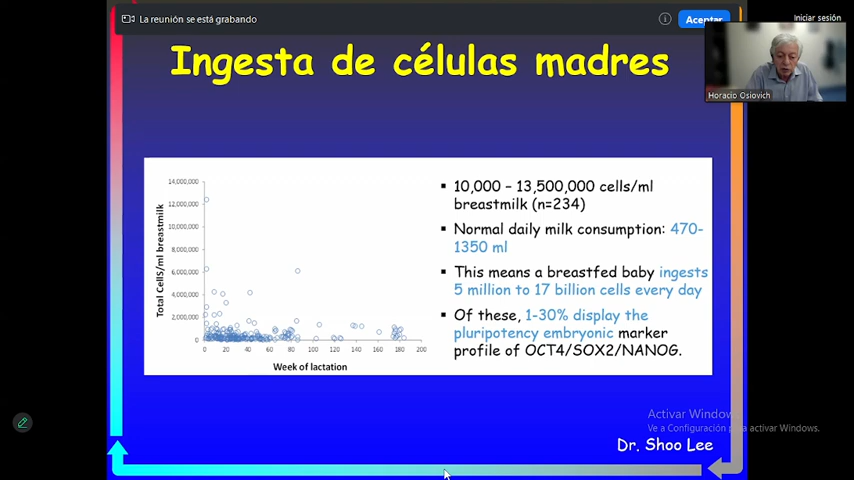 La reunión se está grabando
Aceptar
Iniciar sesión
Horacio Osiovich
Ingesta de células madres
Total Cells/ml breastmilk
14,000,000
12,000,000
10,000,000
8,000,000
6,000,000
4,000,000
2,000,000
0
0 20 40 60 80 100 120 140 160 180 200
Week of lactation
▪ 10,000 – 13,500,000 cells/ml
breastmilk (n=234)
▪ Normal daily milk consumption: 470-
1350 ml
▪ This means a breastfed baby ingests
5 million to 17 billion cells every day
▪ Of these, 1-30% display the
pluripotency embryonic marker
profile of OCT4/SOX2/NANOG.
Activar Windows
Ve a Configuración para activar Windows.
Dr. Shoo Lee